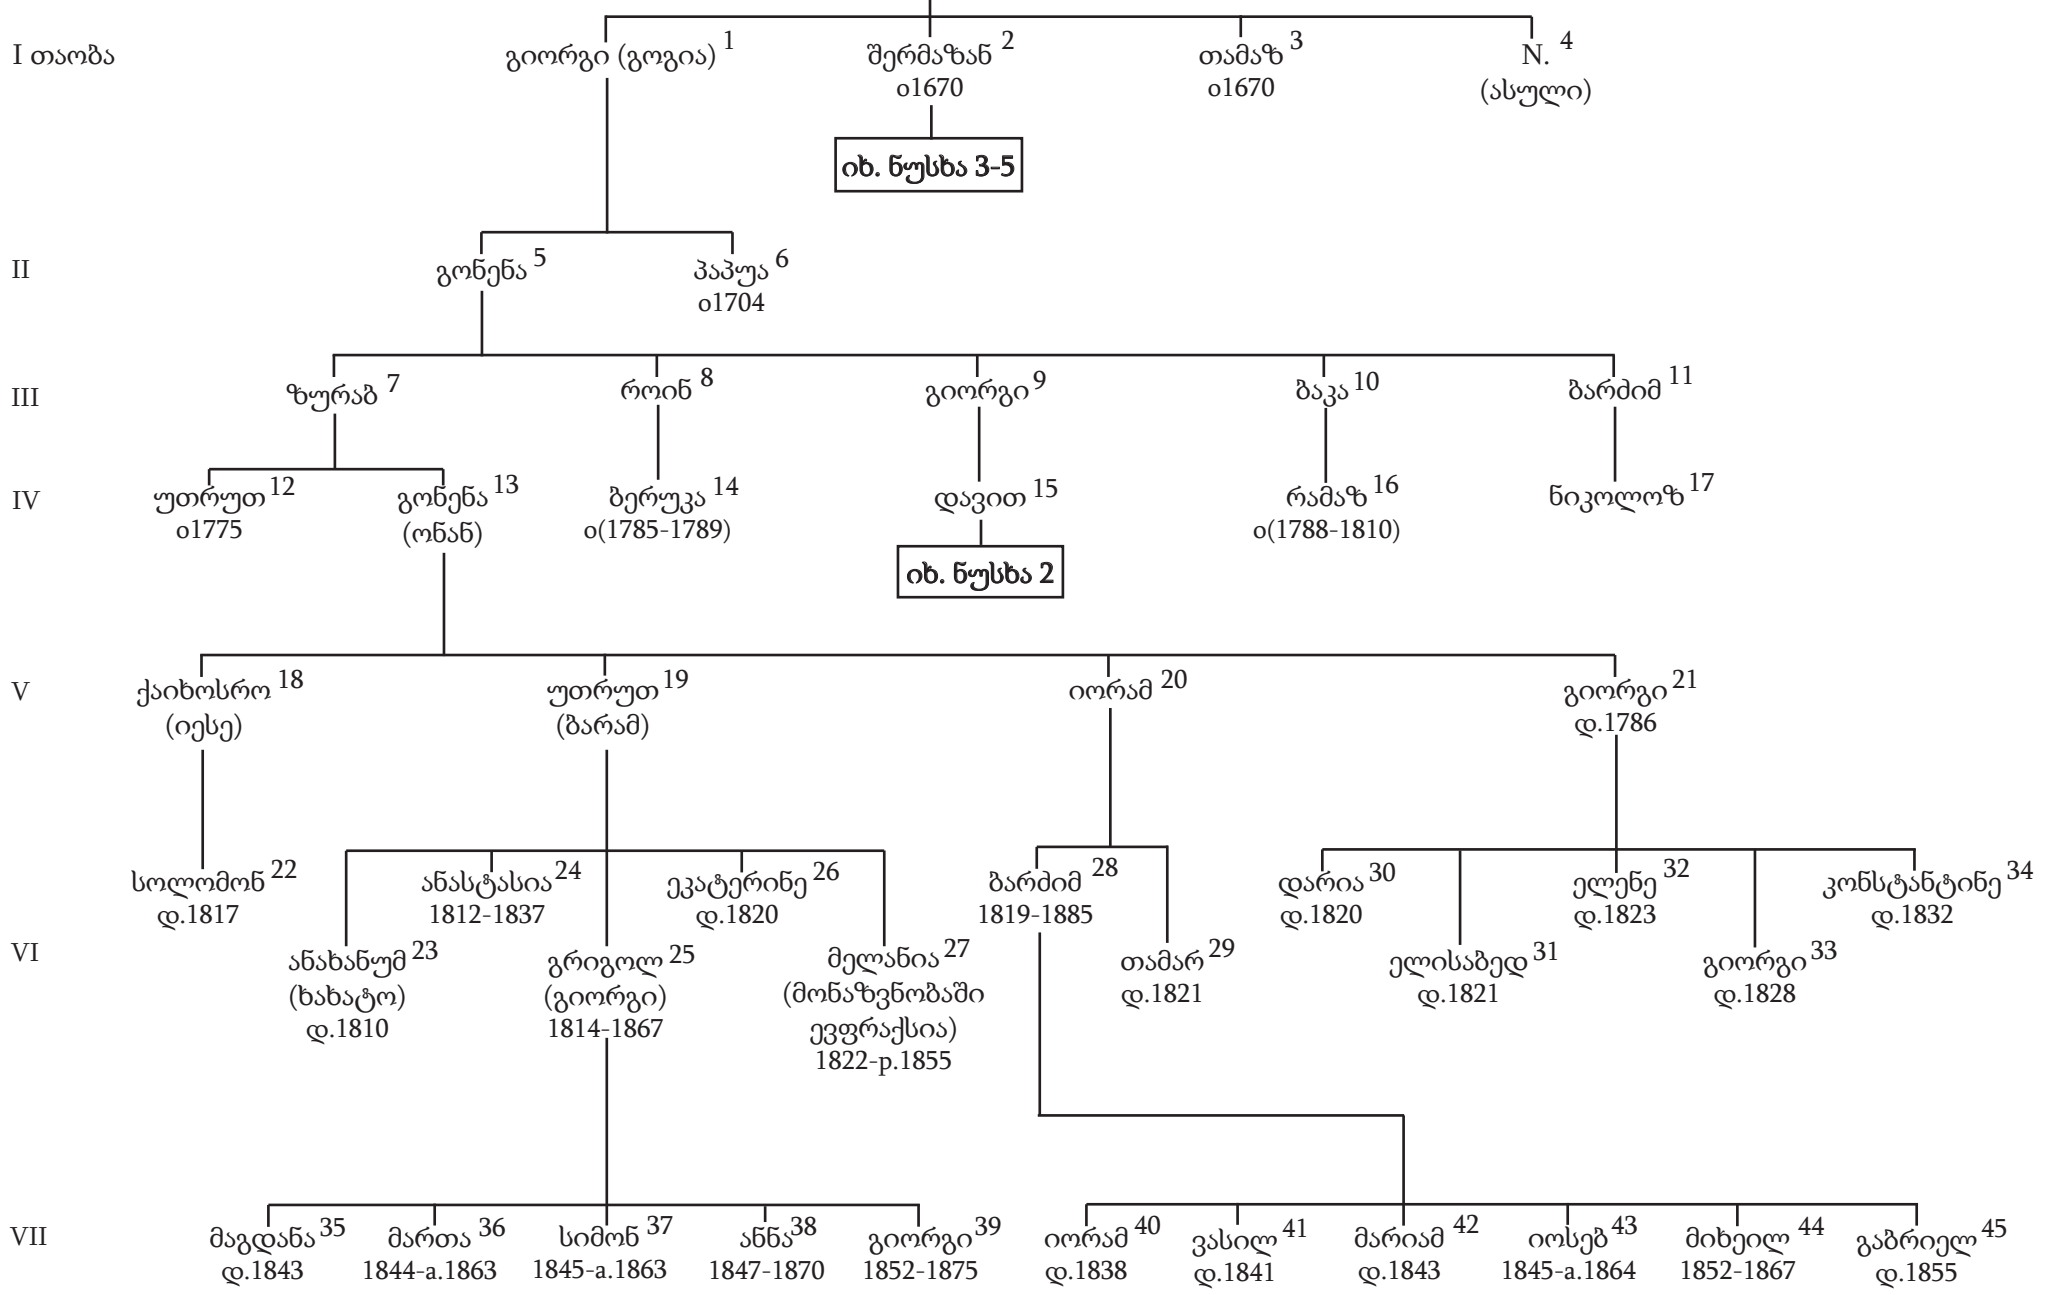 I თაობა
გიორგი (გოგია) 1
შერმაზან 2
o1670
თამაზ 3
o1670
N. 4
(ასული)
იხ. ნუსხა 3-5
II
გონენა 5
პაპუა 6
o1704
III
ზურაბ 7
როინ 8
გიორგი 9
ბაკა 10
ბარძიმ 11
IV
უთრუთ 12
o1775
გონენა 13
(ონან)
ბერუკა 14
o(1785-1789)
დავით 15
რამაზ 16
o(1788-1810)
ნიკოლოზ 17
იხ. ნუსხა 2
V
ქაიხოსრო 18
(იესე)
უთრუთ 19
(ბარამ)
იორამ 20
გიორგი 21
დ.1786
VI
სოლომონ 22
დ.1817
ანახანუმ 23
(ხახატო)
დ.1810
ანასტასია 24
1812-1837
გრიგოლ 25
(გიორგი)
1814-1867
ეკატერინე 26
დ.1820
მელანია 27
(მონაზვნობაში
ევფრაქსია)
1822-p.1855
ბარძიმ 28
1819-1885
თამარ 29
დ.1821
დარია 30
დ.1820
ელისაბედ 31
დ.1821
ელენე 32
დ.1823
გიორგი 33
დ.1828
კონსტანტინე 34
დ.1832
VII
მაგდანა 35
დ.1843
მართა 36
1844-a.1863
სიმონ 37
1845-a.1863
ანნა 38
1847-1870
გიორგი 39
1852-1875
იორამ 40
დ.1838
ვასილ 41
დ.1841
მარიამ 42
დ.1843
იოსებ 43
1845-a.1864
მიხეილ 44
1852-1867
გაბრიელ 45
დ.1855